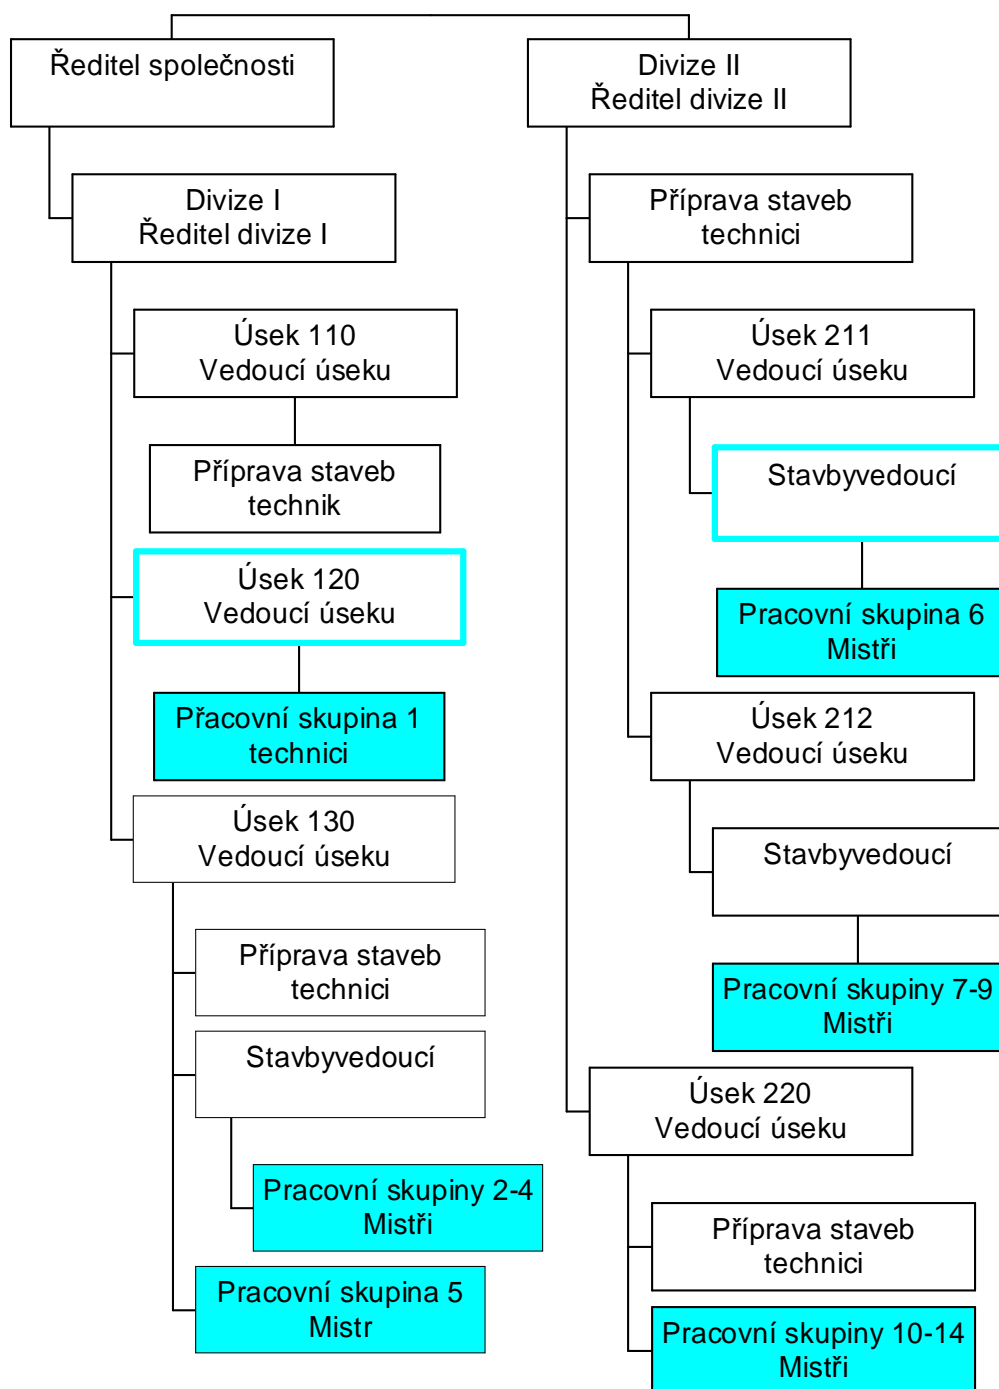 Ředitel společnosti
Divize I
Ředitel divize I
Úsek 110
Vedoucí úseku
Příprava staveb
technik
Úsek 120
Vedoucí úseku
Přacovní skupina 1
technici
Úsek 130
Vedoucí úseku
Příprava staveb
technici
Stavbyvedoucí
Pracovní skupiny 2-4
Mistři
Pracovní skupina 5
Mistr
Divize II
Ředitel divize II
Příprava staveb
technici
Úsek 211
Vedoucí úseku
Stavbyvedoucí
Pracovní skupina 6
Mistři
Úsek 212
Vedoucí úseku
Stavbyvedoucí
Pracovní skupiny 7-9
Mistři
Úsek 220
Vedoucí úseku
Příprava staveb
technici
Pracovní skupiny 10-14
Mistři